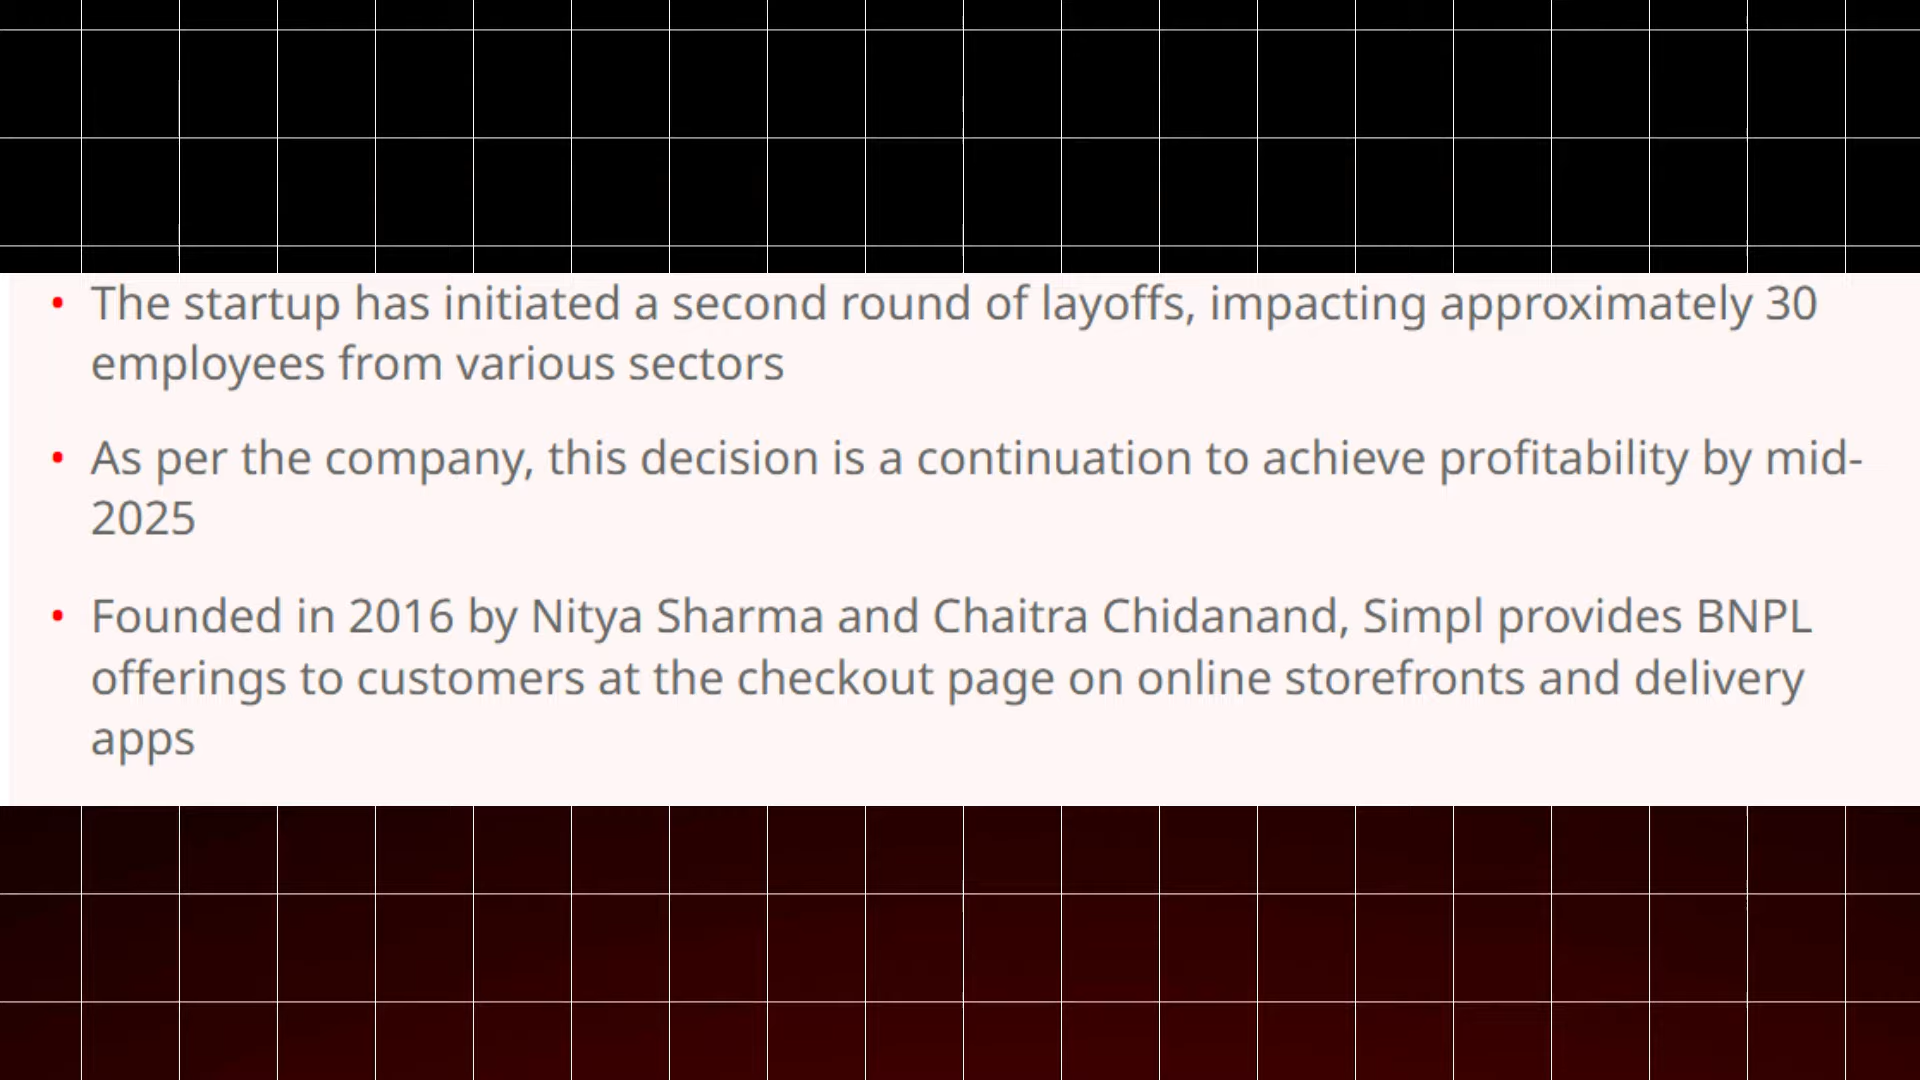 • The startup has initiated a second round of layoffs, impacting approximately 30
employees from various sectors
• As per the company, this decision is a continuation to achieve profitability by mid-
2025
• Founded in 2016 by Nitya Sharma and Chaitra Chidanand, Simpl provides BNPL
offerings to customers at the checkout page on online storefronts and delivery
apps